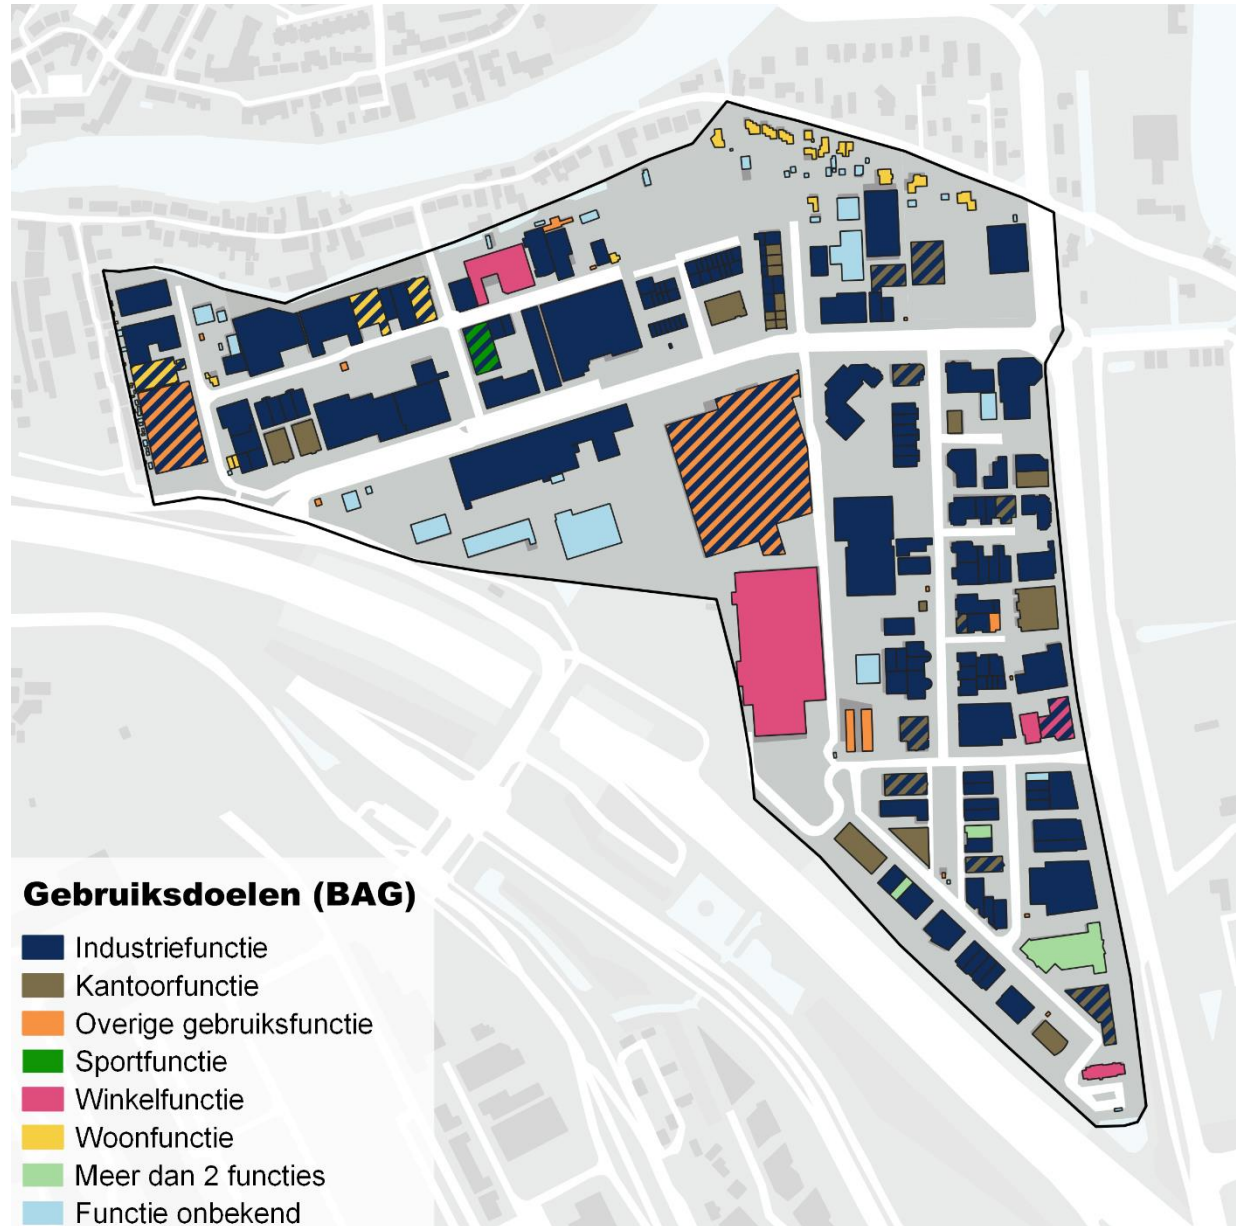 Gebruiksdoelen (BAG)
Industriefunctie
Kantoorfunctie
Overige gebruiksfunctie
Sportfunctie
Winkelfunctie
Woonfunctie
Meer dan 2 functies
Functie onbekend